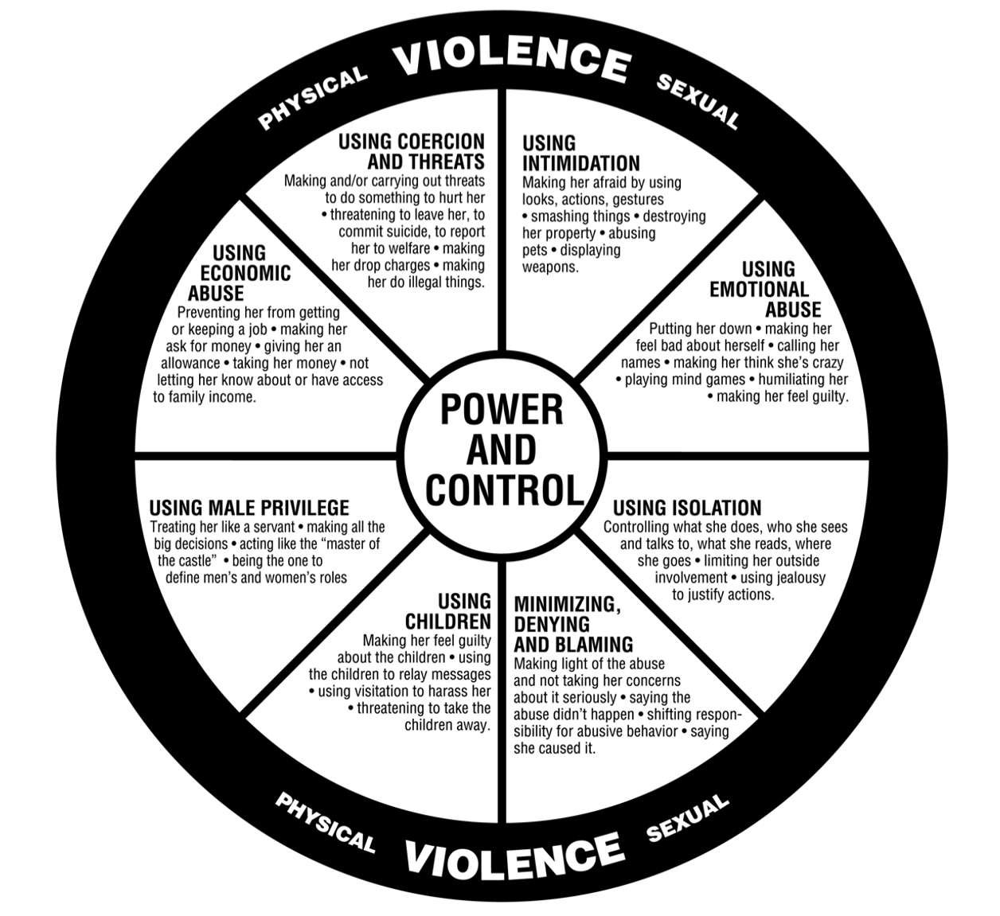 PHYSICAL VIOLENCE SEXUAL
USING COERCION
AND THREATS
Making and/or carrying out threats
to do something to hurt her
• threatening to leave her, to
commit suicide, to report
her to welfare • making
her drop charges • making
her do illegal things.
USING
INTIMIDATION
Making her afraid by using
looks, actions, gestures
• smashing things • destroying
her property • abusing
pets • displaying
weapons.
USING
EMOTIONAL
ABUSE
Putting her down • making her
feel bad about herself • calling her
names • making her think she’s crazy
• playing mind games • humiliating her
• making her feel guilty.
USING ISOLATION
Controlling what she does, who she sees
and talks to, what she reads, where
she goes • limiting her outside
involvement • using jealousy
to justify actions.
MINIMIZING,
DENYING
AND BLAMING
Making light of the abuse
and not taking her concerns
about it seriously • saying the
abuse didn’t happen • shifting respon-
sibility for abusive behavior • saying
she caused it.
USING
CHILDREN
Making her feel guilty
about the children • using
the children to relay messages
• using visitation to harass her
• threatening to take the
children away.
USING MALE PRIVILEGE
Treating her like a servant • making all the
big decisions • acting like the “master of
the castle” • being the one to
define men’s and women’s roles
USING
ECONOMIC
ABUSE
Preventing her from getting
or keeping a job • making her
ask for money • giving her an
allowance • taking her money • not
letting her know about or have access
to family income.
POWER
AND
CONTROL
PHYSICAL VIOLENCE SEXUAL